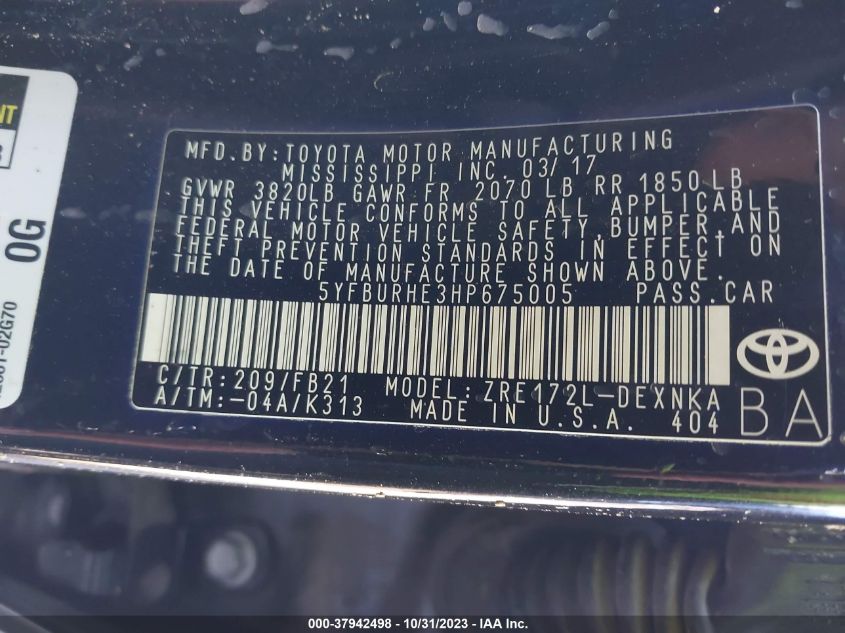 MFD.BY:TOYOTA MOTOR MANUFACTURING
MISSISSIPPI INC. 03/17
GVWR 3820LB GAWR FR 2070 LB RR 1850 LB
THIS VEHICLE CONFORMS TO ALL APPLICABLE
FEDERAL MOTOR VEHICLE SAFETY,BUMPER,AND
THEFT PREVENTION STANDARDS IN EFFECT ON
THE DATE OF MANUFACTURE SHOWN ABOVE.
5YFBURHE3HP675005 PASS.CAR
C/TR:209/FB21 MODEL:ZRE172L-DEXNKA
A/TM:-04A/K313 MADE IN U.S.A. 404
BA
OG
000-37942498 - 10/31/2023 - IAA Inc.